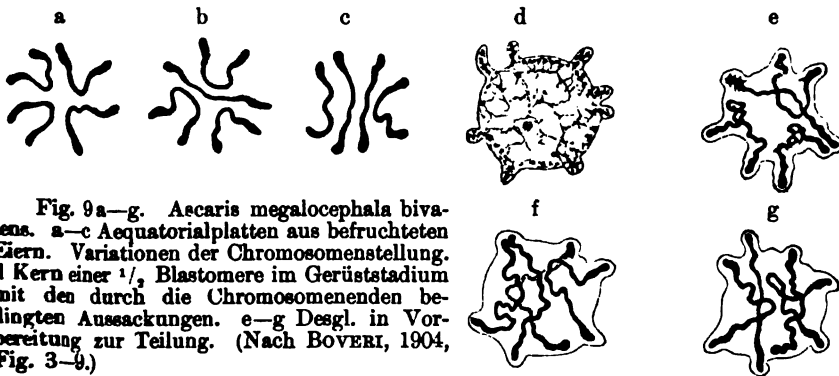 a b c d e
f g
Fig. 9a—g. Ascaris megalocephala biva-
ens. a—c Aequatorialplatten aus befruchteten
Eiern. Variationen der Chromosomenstellung.
d Kern einer ¹/₂ Blastomere im Gerüststadium
mit den durch die Chromosomenenden be-
dingten Aussackungen. e—g Desgl. in Vor-
bereitung zur Teilung. (Nach BOVERI, 1904,
Fig. 3—9.)